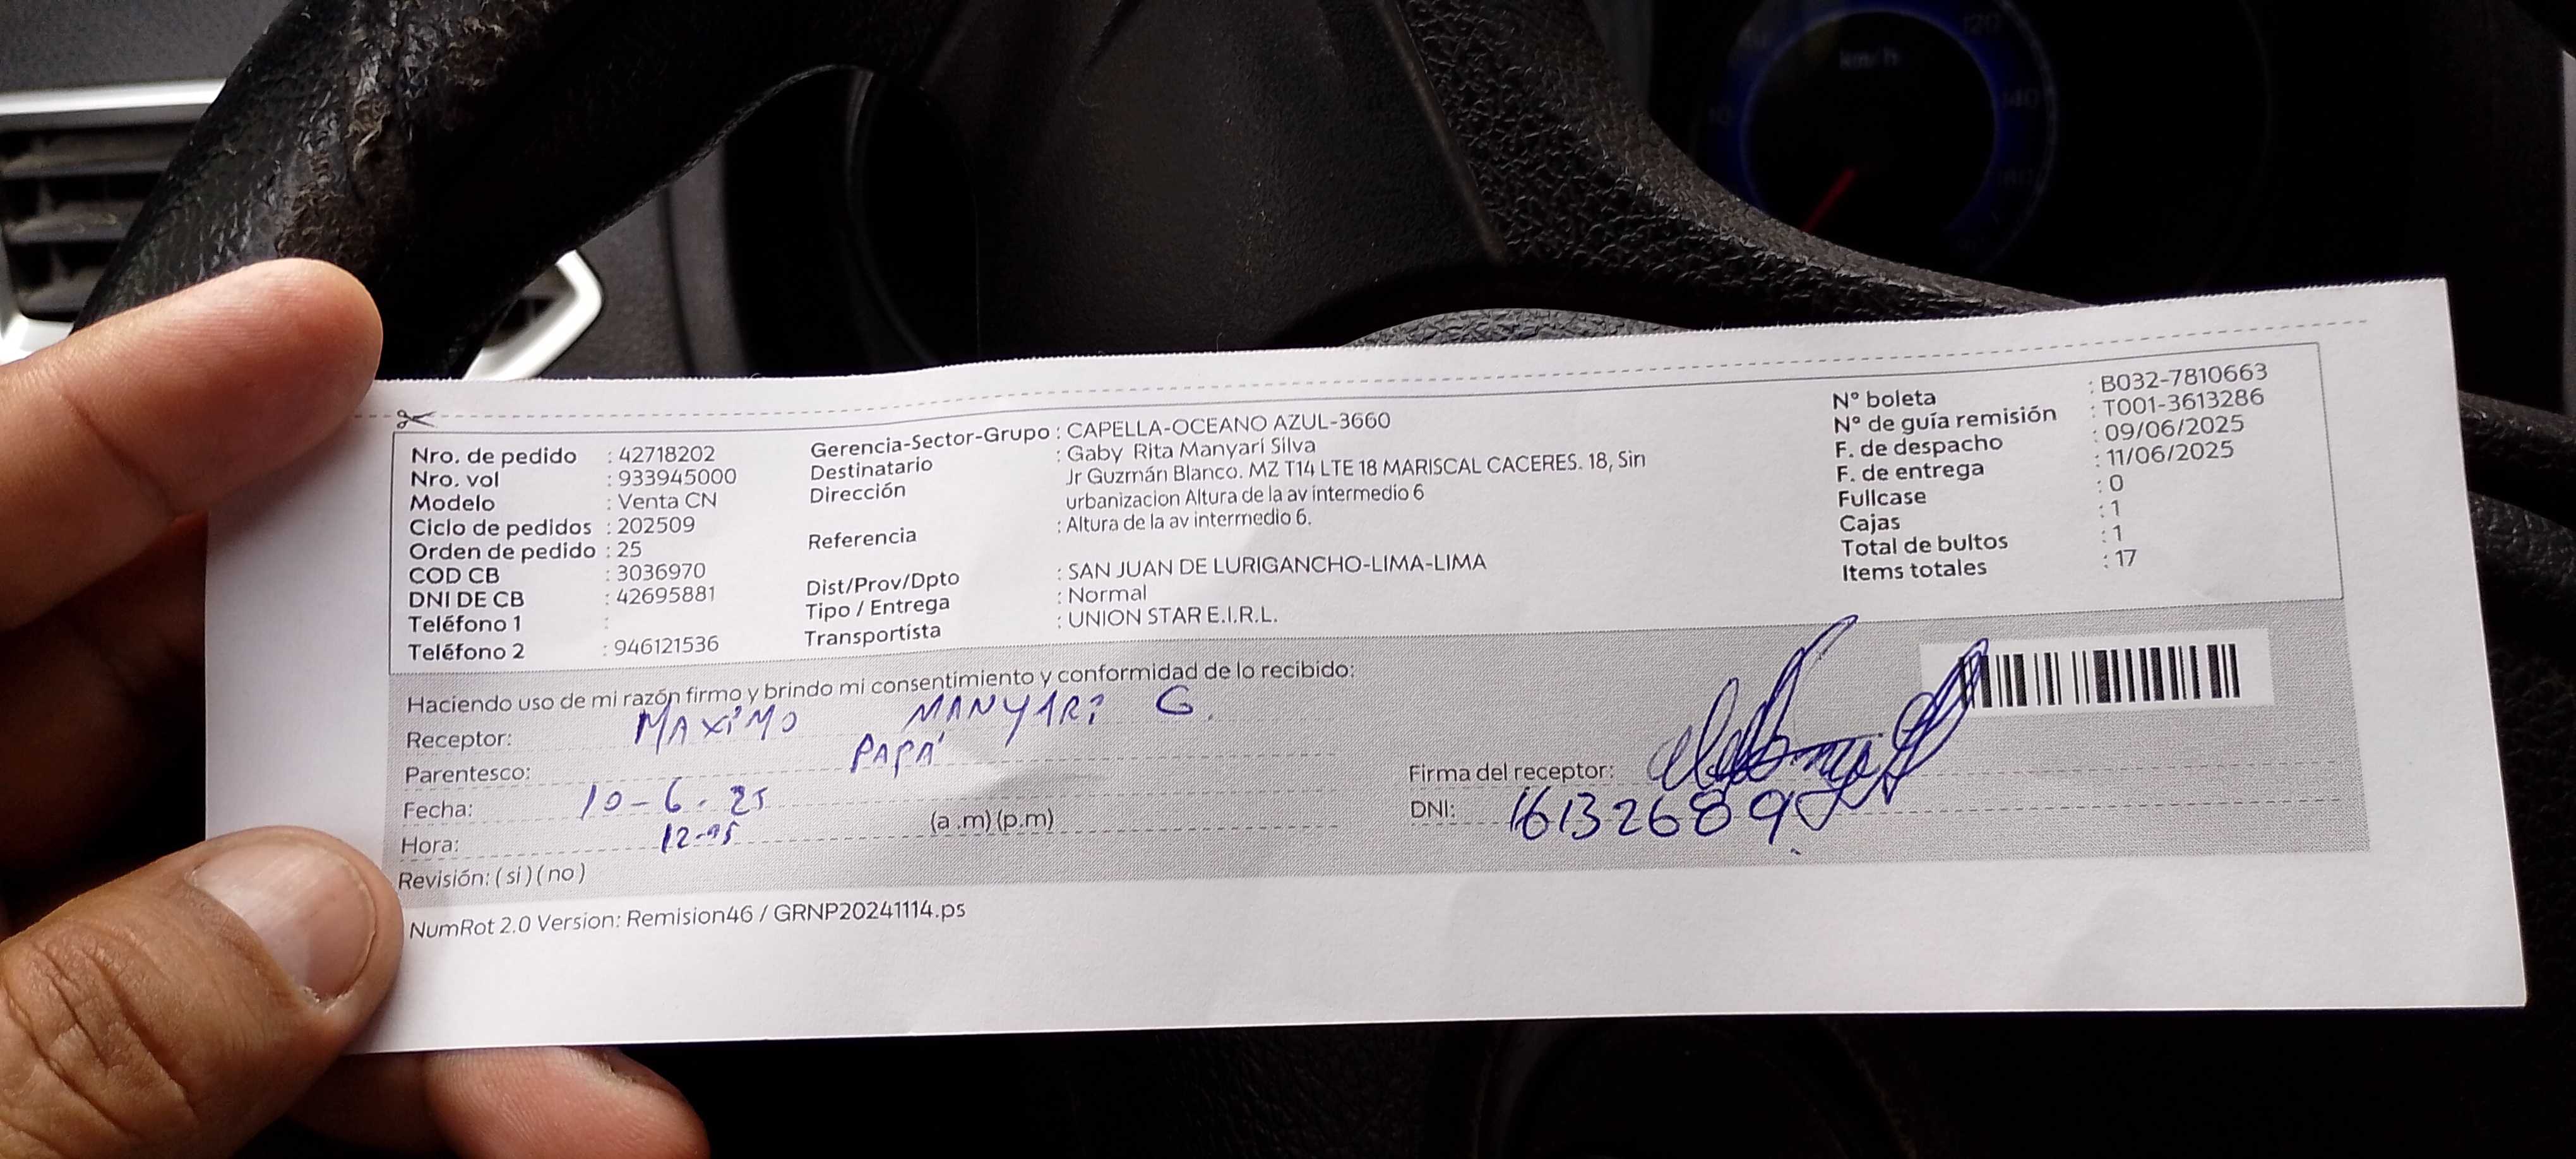 Nro. de pedido : 42718202
Nro. vol : 933945000
Modelo : Venta CN
Ciclo de pedidos : 202509
Orden de pedido : 25
COD CB : 3036970
DNI DE CB : 42695881
Teléfono 1 :
Teléfono 2 : 946121536
Gerencia-Sector-Grupo : CAPELLA-OCEANO AZUL-3660
Destinatario : Gaby Rita Manyari Silva
Dirección Jr Guzmán Blanco. MZ T14 LTE 18 MARISCAL CACERES. 18, Sin
urbanizacion Altura de la av intermedio 6
Referencia : Altura de la av intermedio 6.
Dist/Prov/Dpto : SAN JUAN DE LURIGANCHO-LIMA-LIMA
Tipo / Entrega : Normal
Transportista : UNION STAR E.I.R.L.
N° boleta : B032-7810663
N° de guía remisión : T001-3613286
F. de despacho : 09/06/2025
F. de entrega : 11/06/2025
Fullcase : 0
Cajas : 1
Total de bultos : 1
Items totales : 17
Haciendo uso de mi razón firmo y brindo mi consentimiento y conformidad de lo recibido:
Receptor: MAXIMO MANYARI G.
Parentesco: PAPÁ
Fecha: 10-6-25
Hora: (a .m) (p.m)
Revisión: ( si ) ( no )
Firma del receptor:
DNI: 16132689
NumRot 2.0 Version: Remision46 / GRNP20241114.ps
km/h
120
140